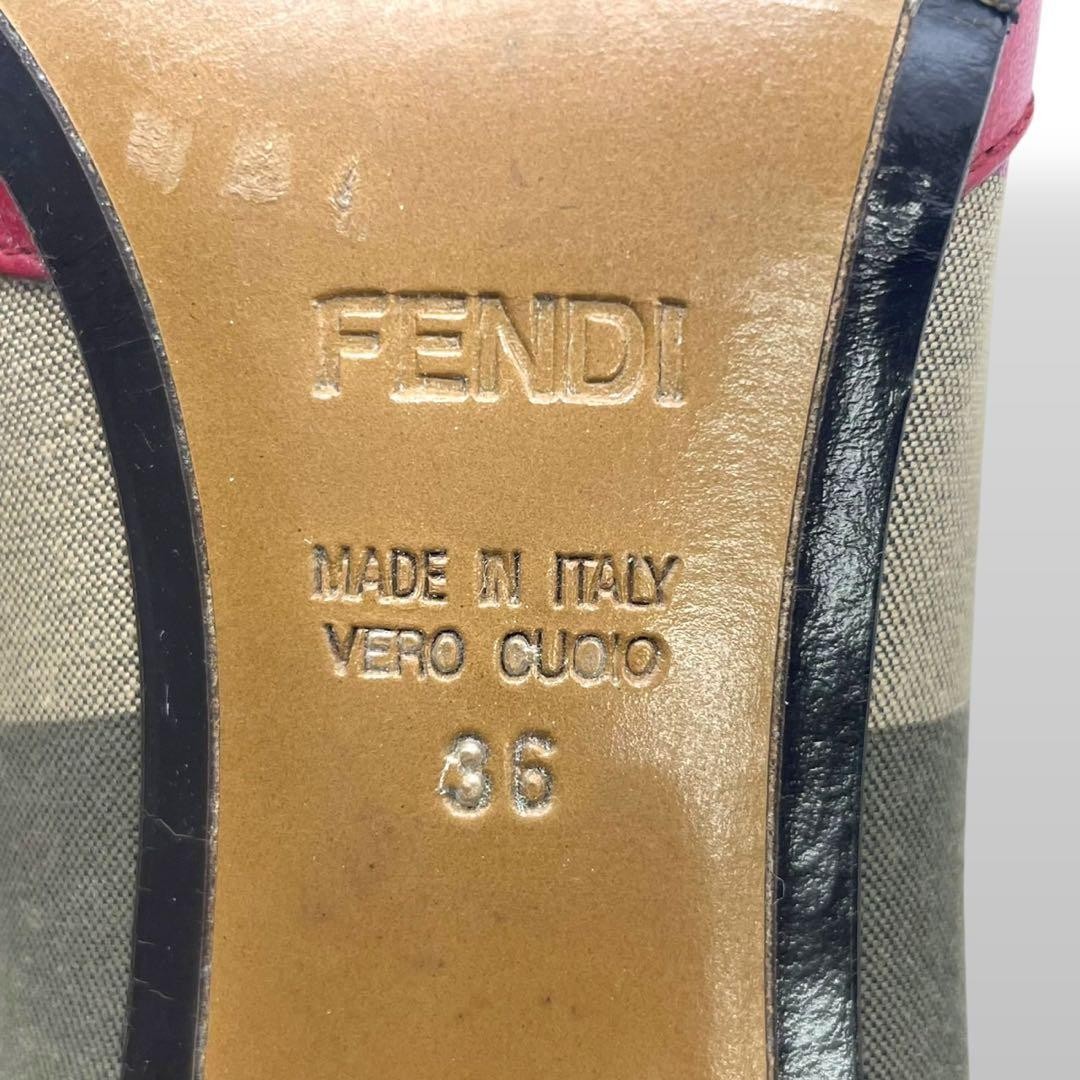 FENDI
MADE IN ITALY
VERO CUOIO
36